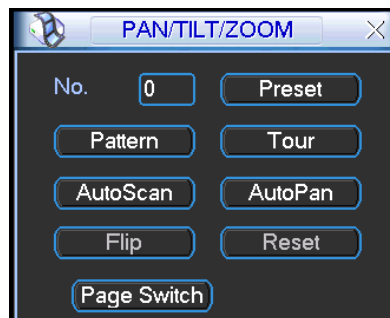 PAN/TILT/ZOOM
No. 0 Preset
Pattern Tour
AutoScan AutoPan
Flip Reset
Page Switch